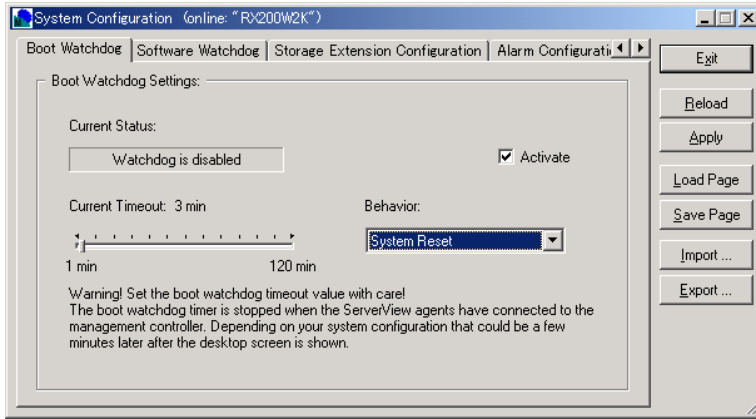 System Configuration (online: "RX200W2K")
Boot Watchdog
Software Watchdog
Storage Extension Configuration
Alarm Configurati
Boot Watchdog Settings:
Current Status:
Watchdog is disabled
Activate
Current Timeout: 3 min
Behavior:
System Reset
1 min
120 min
Warning! Set the boot watchdog timeout value with care!
The boot watchdog timer is stopped when the ServerView agents have connected to the
management controller. Depending on your system configuration that could be a few
minutes later after the desktop screen is shown.
Exit
Reload
Apply
Load Page
Save Page
Import ...
Export ...